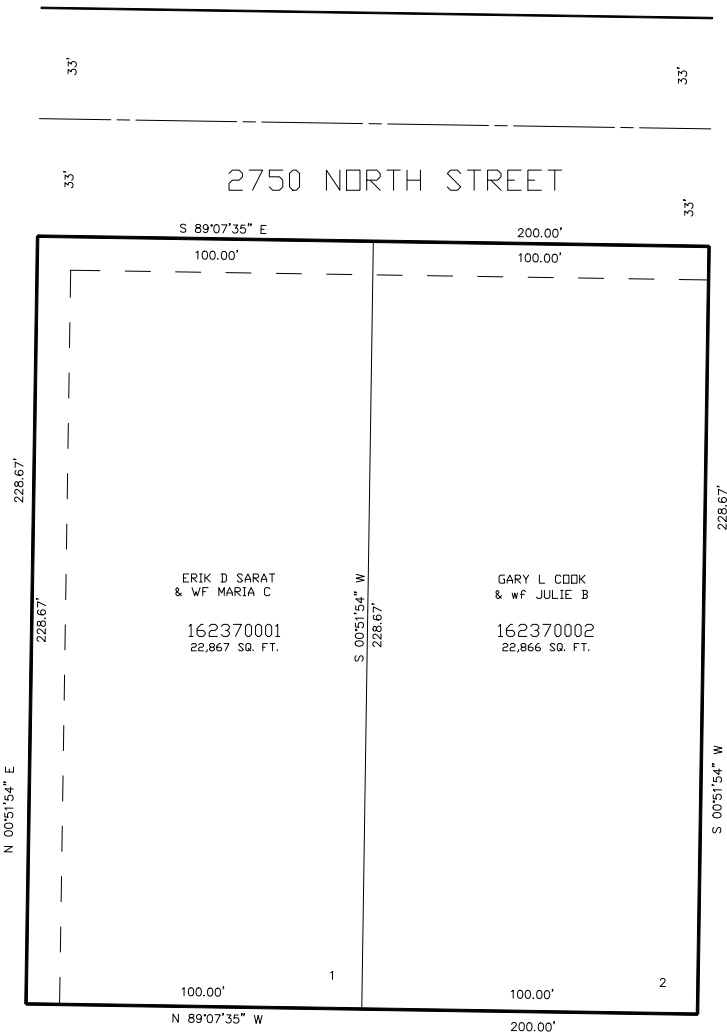 33'
33'
33'
2750 NORTH STREET
33'
S 89°07'35" E
200.00'
100.00'
100.00'
228.67'
228.67'
ERIK D SARAT
& WF MARIA C
162370001
22,867 SQ. FT.
228.67'
S 00°51'54" W
228.67'
GARY L COOK
& wf JULIE B
162370002
22,866 SQ. FT.
N 00°51'54" E
S 00°51'54" W
1
2
100.00'
100.00'
N 89°07'35" W
200.00'